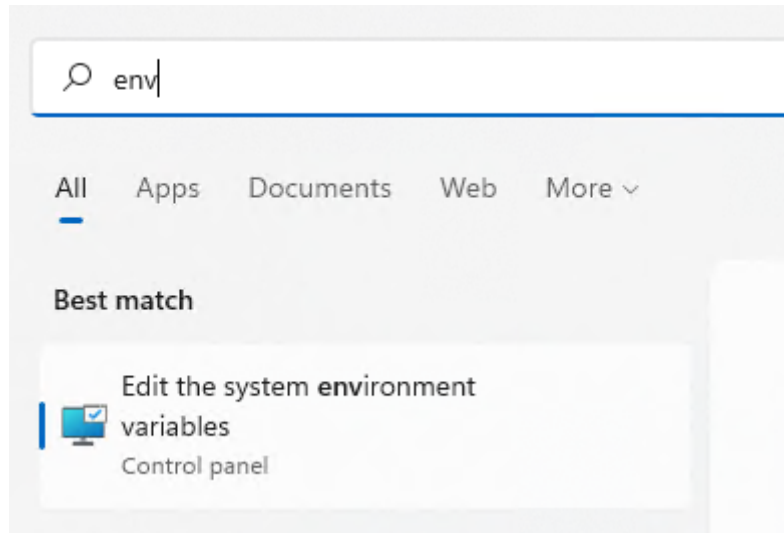 env
All Apps Documents Web More
Best match
Edit the system environment
variables
Control panel